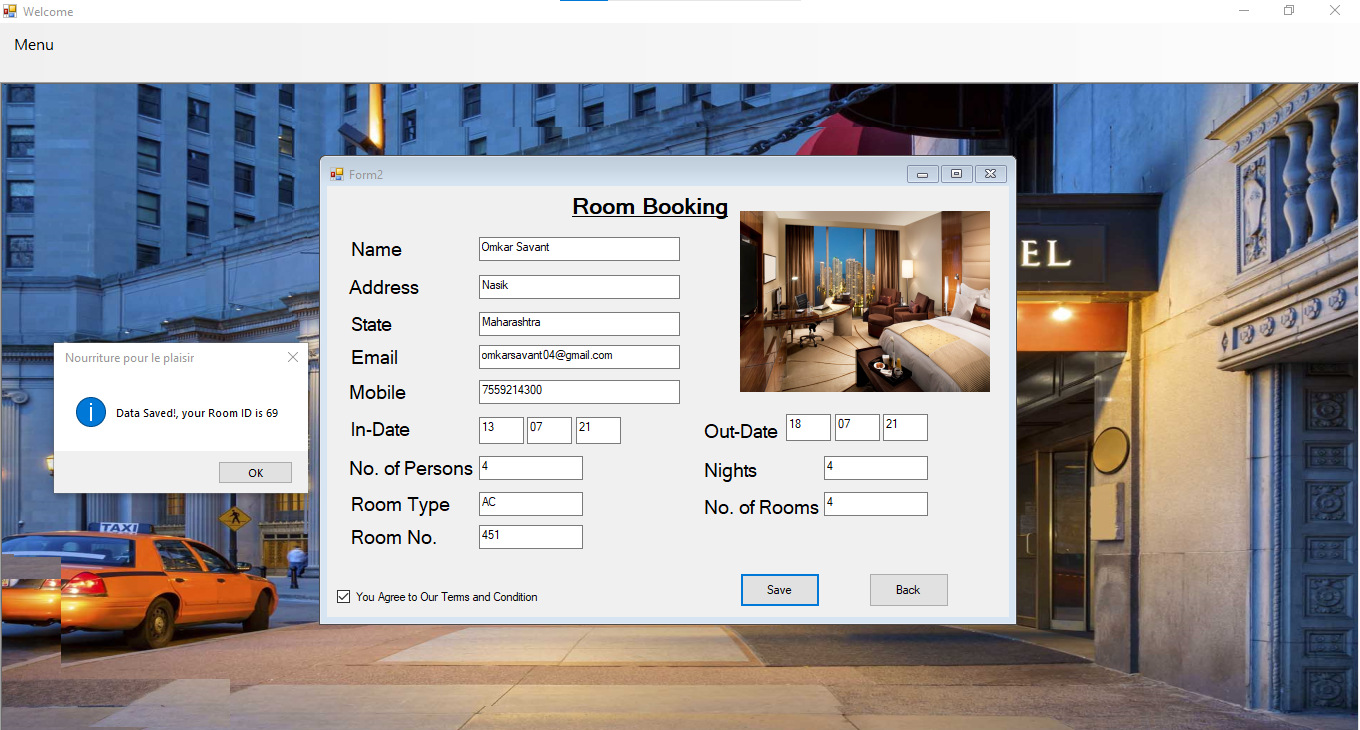 Welcome
Menu
Form2
Room Booking
Name Omkar Savant
Address Nasik
State Maharashtra
Email omkarsavant04@gmail.com
Mobile 7559214300
In-Date 13 07 21 Out-Date 18 07 21
No. of Persons 4 Nights 4
Room Type AC No. of Rooms 4
Room No. 451
You Agree to Our Terms and Condition
Save Back
Nourriture pour le plaisir
Data Saved!, your Room ID is 69
OK
EL
TAXI